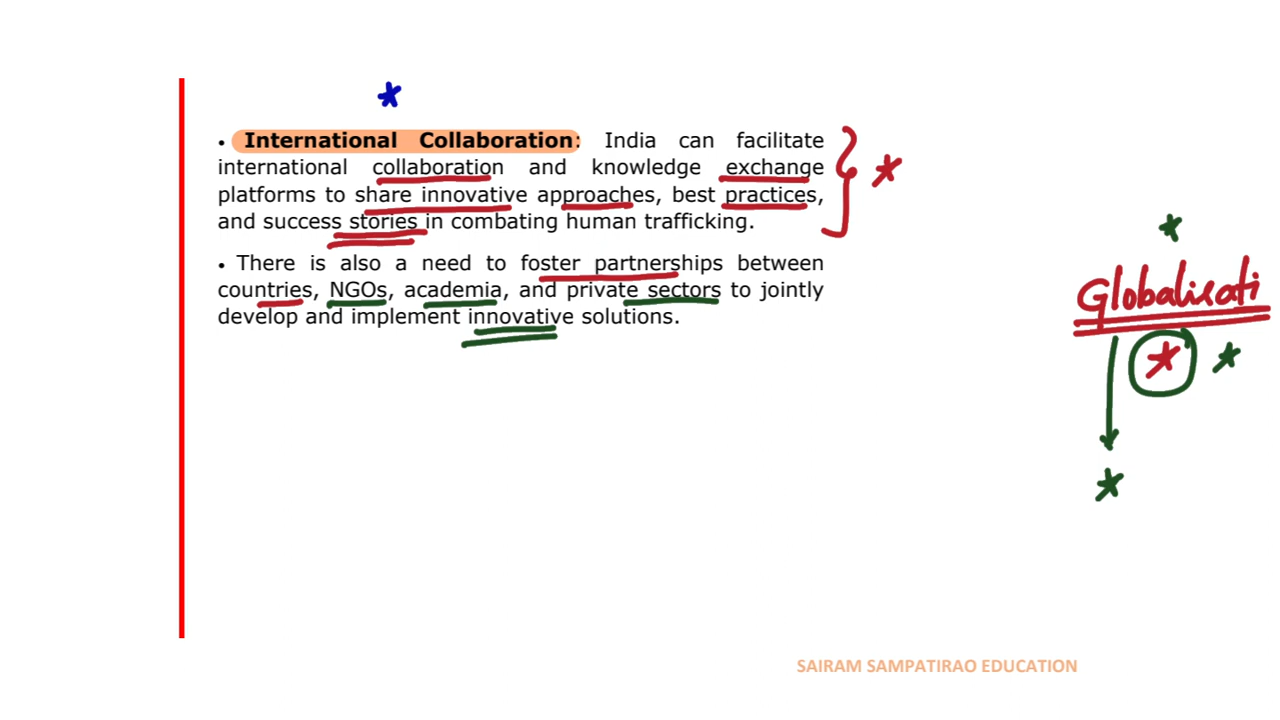 • International Collaboration: India can facilitate
international collaboration and knowledge exchange
platforms to share innovative approaches, best practices,
and success stories in combating human trafficking.
• There is also a need to foster partnerships between
countries, NGOs, academia, and private sectors to jointly
develop and implement innovative solutions.
Globalisati
SAIRAM SAMPATIRAO EDUCATION